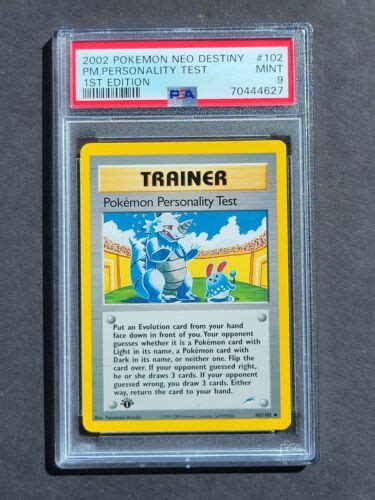 2002 POKEMON NEO DESTINY #102
PM.PERSONALITY TEST MINT
1ST EDITION 9
PSA 70444627
TRAINER
Pokémon Personality Test
Put an Evolution card from your hand
face down in front of you. Your opponent
guesses whether it is a Pokémon card with
Light in its name, a Pokémon card with
Dark in its name, or neither one. Flip the
card over. If your opponent guessed right,
he or she draws 3 cards. If your opponent
guessed wrong, you draw 3 cards. Either
way, return the card to your hand.
102/105